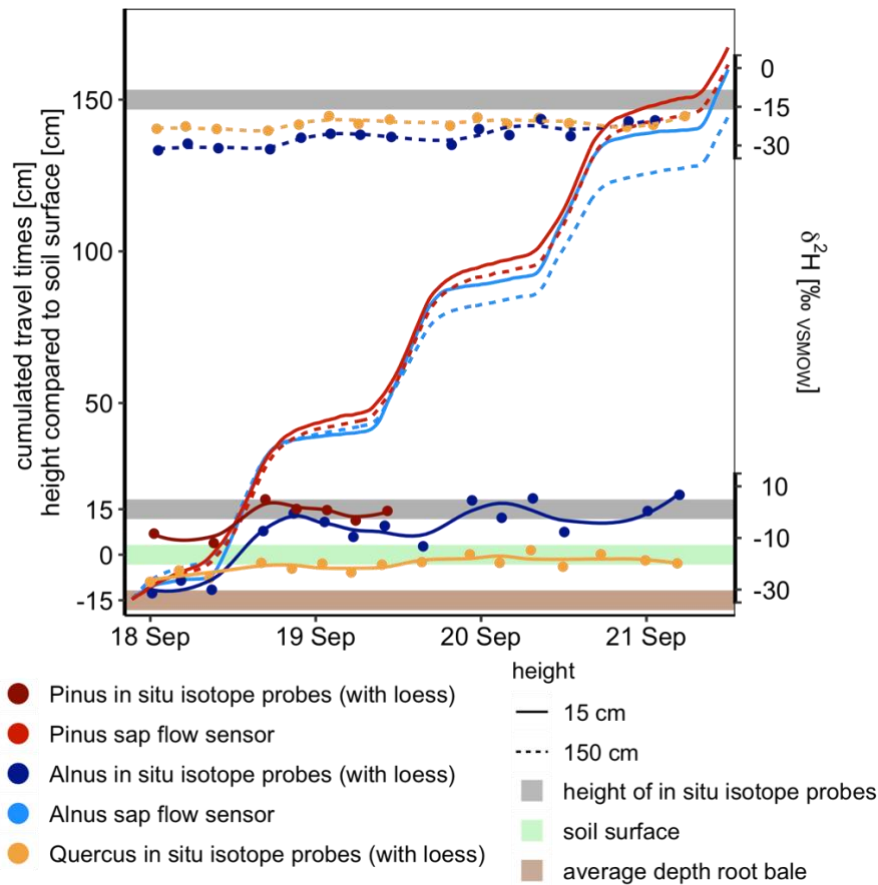 cumulated travel times [cm]
height compared to soil surface [cm]
150
100
50
15
0
-15
0
-15
-30
δ²H [‰ VSMOW]
10
-10
-30
18 Sep 19 Sep 20 Sep 21 Sep
Pinus in situ isotope probes (with loess)
Pinus sap flow sensor
Alnus in situ isotope probes (with loess)
Alnus sap flow sensor
Quercus in situ isotope probes (with loess)
height
15 cm
150 cm
height of in situ isotope probes
soil surface
average depth root bale